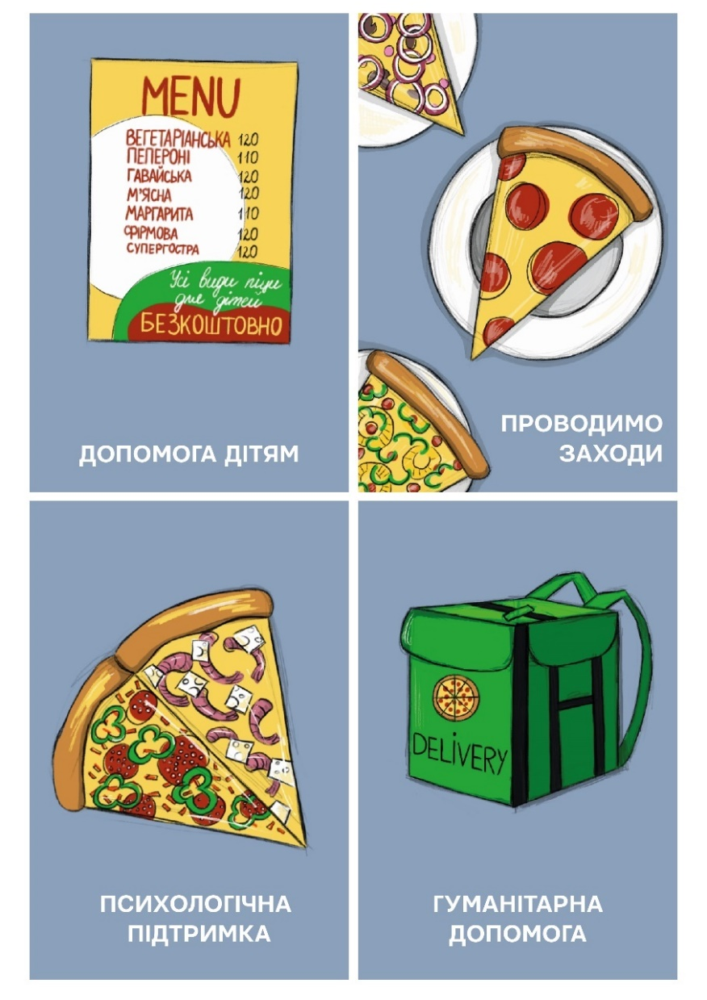 MENU
ВЕГЕТАРІАНСЬКА 120
ПЕПЕРОНІ 110
ГАВАЙСЬКА 120
М'ЯСНА 120
МАРГАРИТА 110
ФІРМОВА 120
СУПЕРГОСТРА 120
Усі види піци
для дітей
БЕЗКОШТОВНО
ДОПОМОГА ДІТЯМ
ПРОВОДИМО
ЗАХОДИ
ПСИХОЛОГІЧНА
ПІДТРИМКА
DELIVERY
ГУМАНІТАРНА
ДОПОМОГА